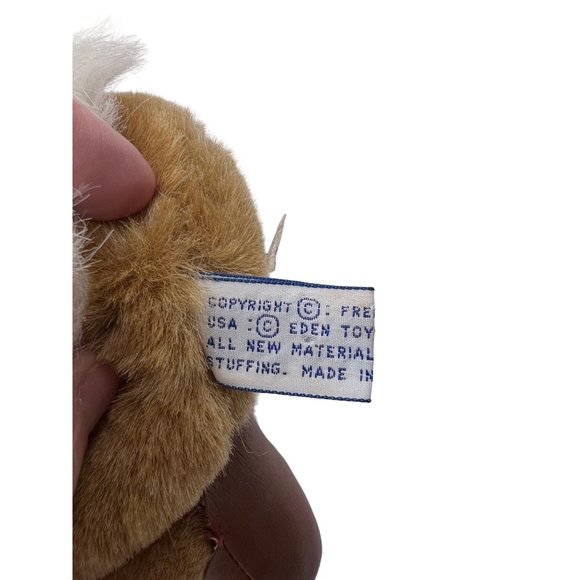 COPYRIGHT ©: FRE
USA :© EDEN TOY
ALL NEW MATERIAL
STUFFING. MADE IN